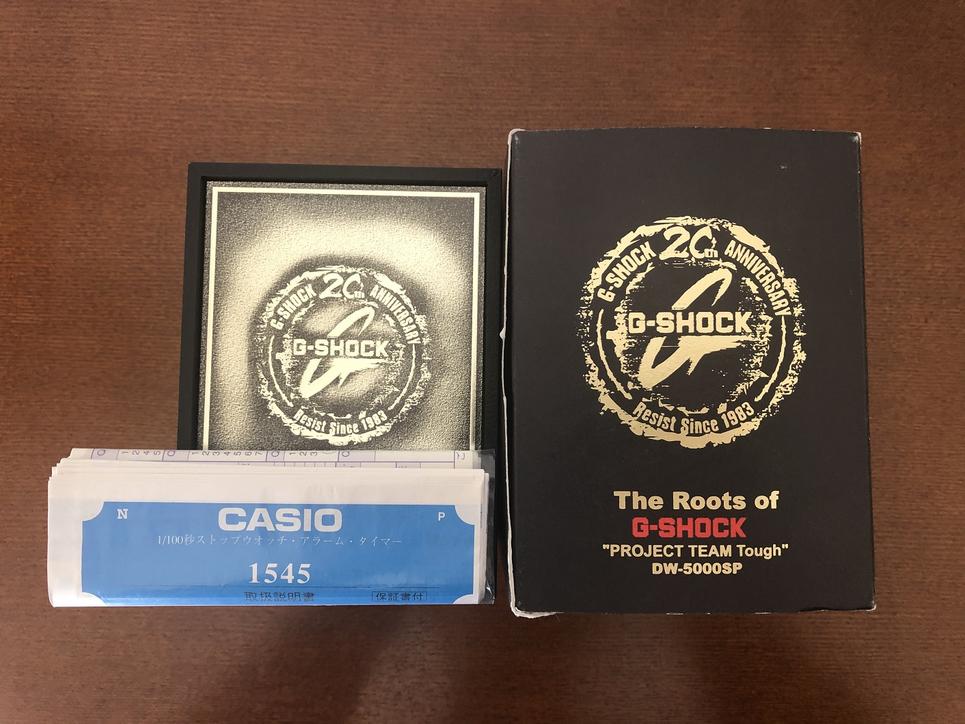 G-SHOCK 20th ANNIVERSARY
G-SHOCK
Resist Since 1983
N
CASIO
P
1/100秒ストップウオッチ・アラーム・タイマー
1545
取扱説明書
保証書付
G-SHOCK 20th ANNIVERSARY
G-SHOCK
Resist Since 1983
The Roots of
G-SHOCK
"PROJECT TEAM Tough"
DW-5000SP